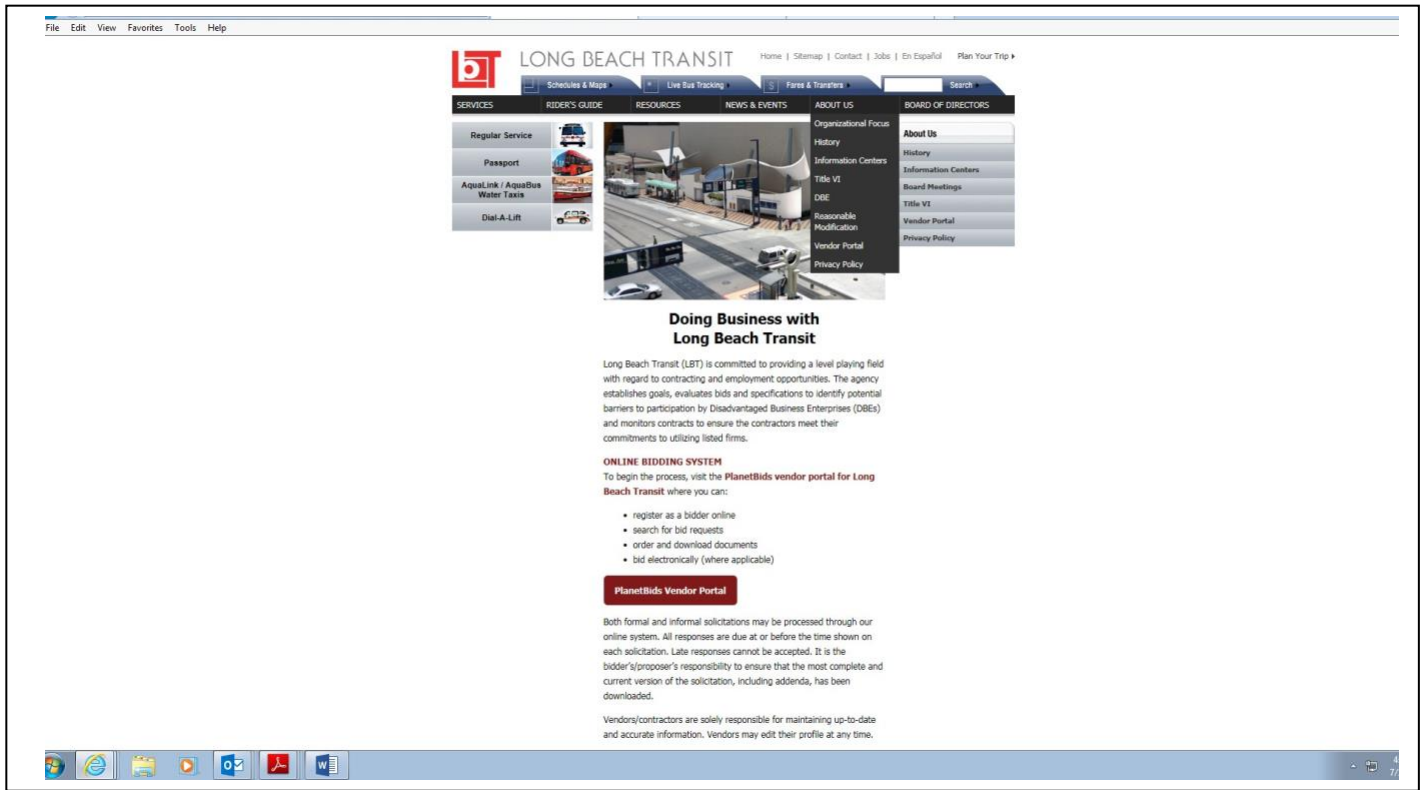 File Edit View Favorites Tools Help
LONG BEACH TRANSIT
Home | Sitemap | Contact | Jobs | En Español Plan Your Trip
Schedules & Maps
Live Bus Tracking
Fares & Transfers
Search
SERVICES RIDER'S GUIDE RESOURCES NEWS & EVENTS ABOUT US BOARD OF DIRECTORS
Regular Service
Passport
AquaLink / AquaBus
Water Taxis
Dial-A-Lift
Organizational Focus
History
Information Centers
Title VI
DBE
Reasonable
Modification
Vendor Portal
Privacy Policy
About Us
History
Information Centers
Board Meetings
Title VI
Vendor Portal
Privacy Policy
Doing Business with
Long Beach Transit
Long Beach Transit (LBT) is committed to providing a level playing field
with regard to contracting and employment opportunities. The agency
establishes goals, evaluates bids and specifications to identify potential
barriers to participation by Disadvantaged Business Enterprises (DBEs)
and monitors contracts to ensure the contractors meet their
commitments to utilizing listed firms.
ONLINE BIDDING SYSTEM
To begin the process, visit the PlanetBids vendor portal for Long
Beach Transit where you can:
• register as a bidder online
• search for bid requests
• order and download documents
• bid electronically (where applicable)
PlanetBids Vendor Portal
Both formal and informal solicitations may be processed through our
online system. All responses are due at or before the time shown on
each solicitation. Late responses cannot be accepted. It is the
bidder's/proposer's responsibility to ensure that the most complete and
current version of the solicitation, including addenda, has been
downloaded.
Vendors/contractors are solely responsible for maintaining up-to-date
and accurate information. Vendors may edit their profile at any time.